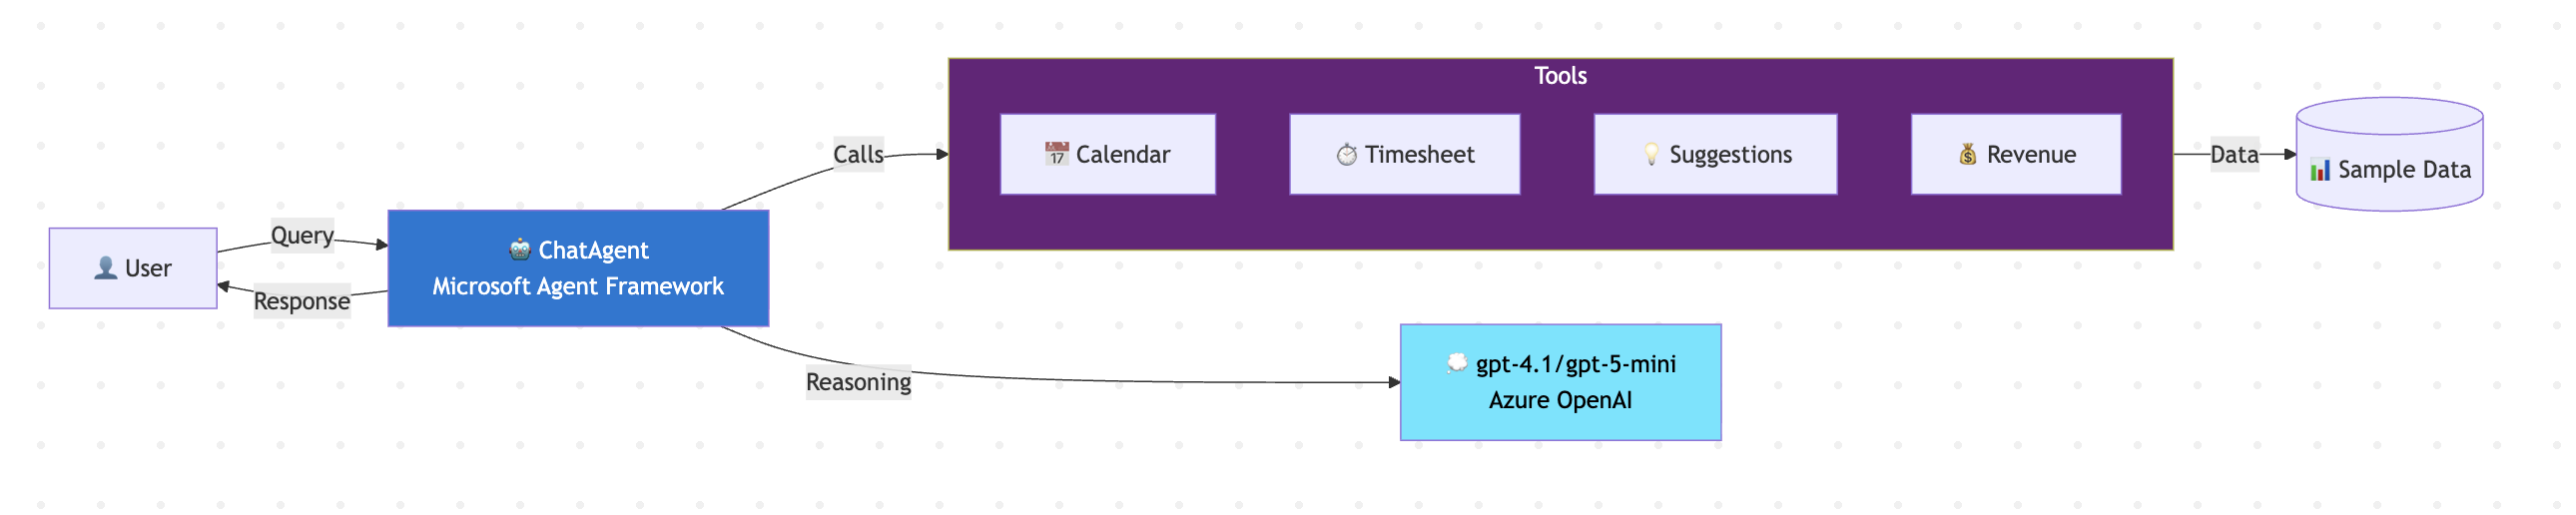 Tools
📅 Calendar
⏱️ Timesheet
💡 Suggestions
💰 Revenue
Calls
Data
📊 Sample Data
👤 User
Query
Response
🤖 ChatAgent
Microsoft Agent Framework
Reasoning
💭 gpt-4.1/gpt-5-mini
Azure OpenAI